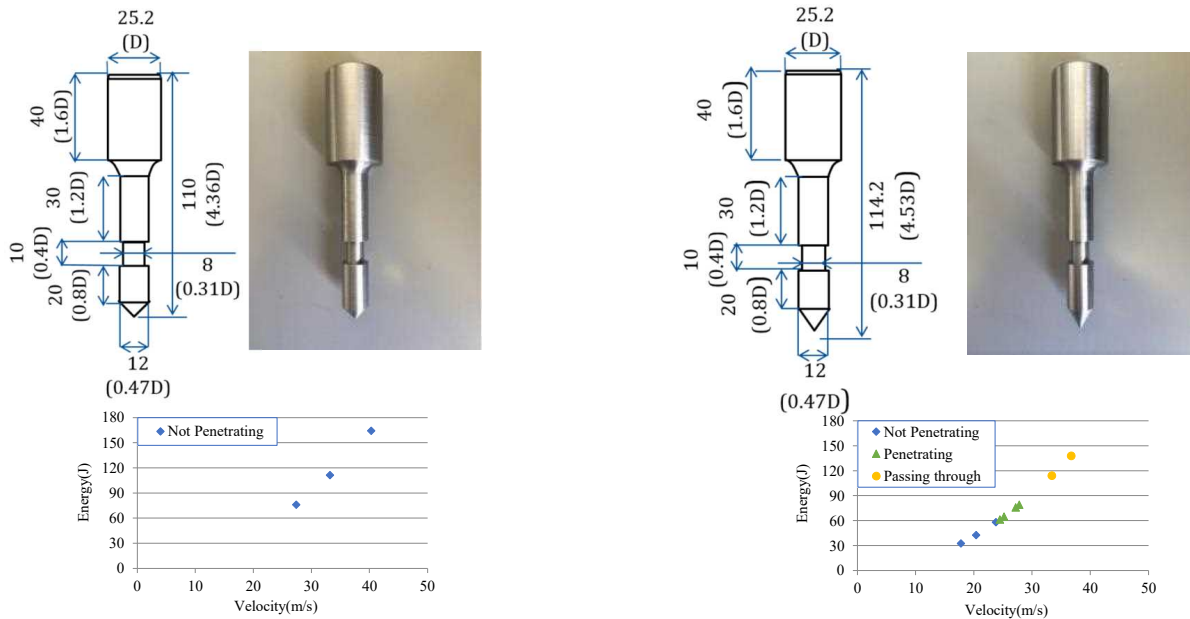 25.2
(D)
40
(1.6D)
30
(1.2D)
10
(0.4D)
20
(0.8D)
110
(4.36D)
8
(0.31D)
12
(0.47D)
180
150
120
90
60
30
0
Energy(J)
Not Penetrating
0 10 20 30 40 50
Velocity(m/s)
25.2
(D)
40
(1.6D)
30
(1.2D)
10
(0.4D)
20
(0.8D)
114.2
(4.53D)
8
(0.31D)
12
(0.47D)
180
150
120
90
60
30
0
Energy(J)
Not Penetrating
Penetrating
Passing through
0 10 20 30 40 50
Velocity(m/s)